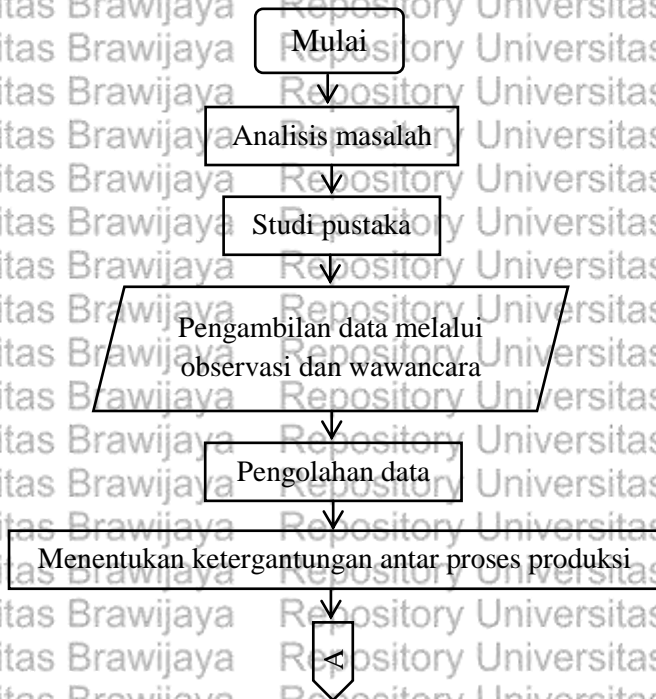 Mulai
Analisis masalah
Studi pustaka
Pengambilan data melalui
observasi dan wawancara
Pengolahan data
Menentukan ketergantungan antar proses produksi
A